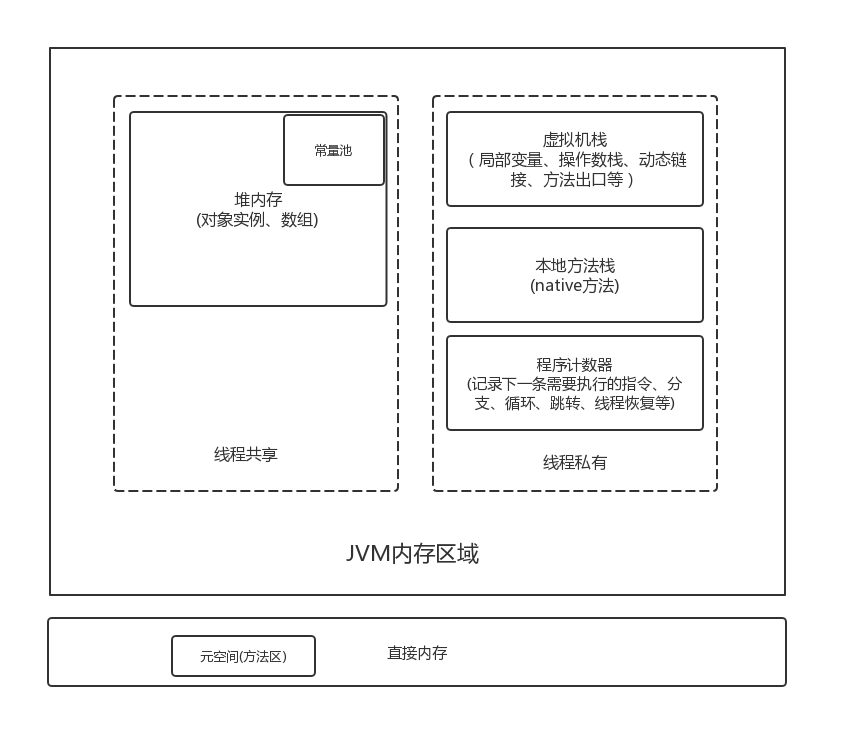 常量池
堆内存
(对象实例、数组)
线程共享
虚拟机栈
（局部变量、操作数栈、动态链
接、方法出口等）
本地方法栈
(native方法)
程序计数器
(记录下一条需要执行的指令、分
支、循环、跳转、线程恢复等)
线程私有
JVM内存区域
元空间(方法区)
直接内存